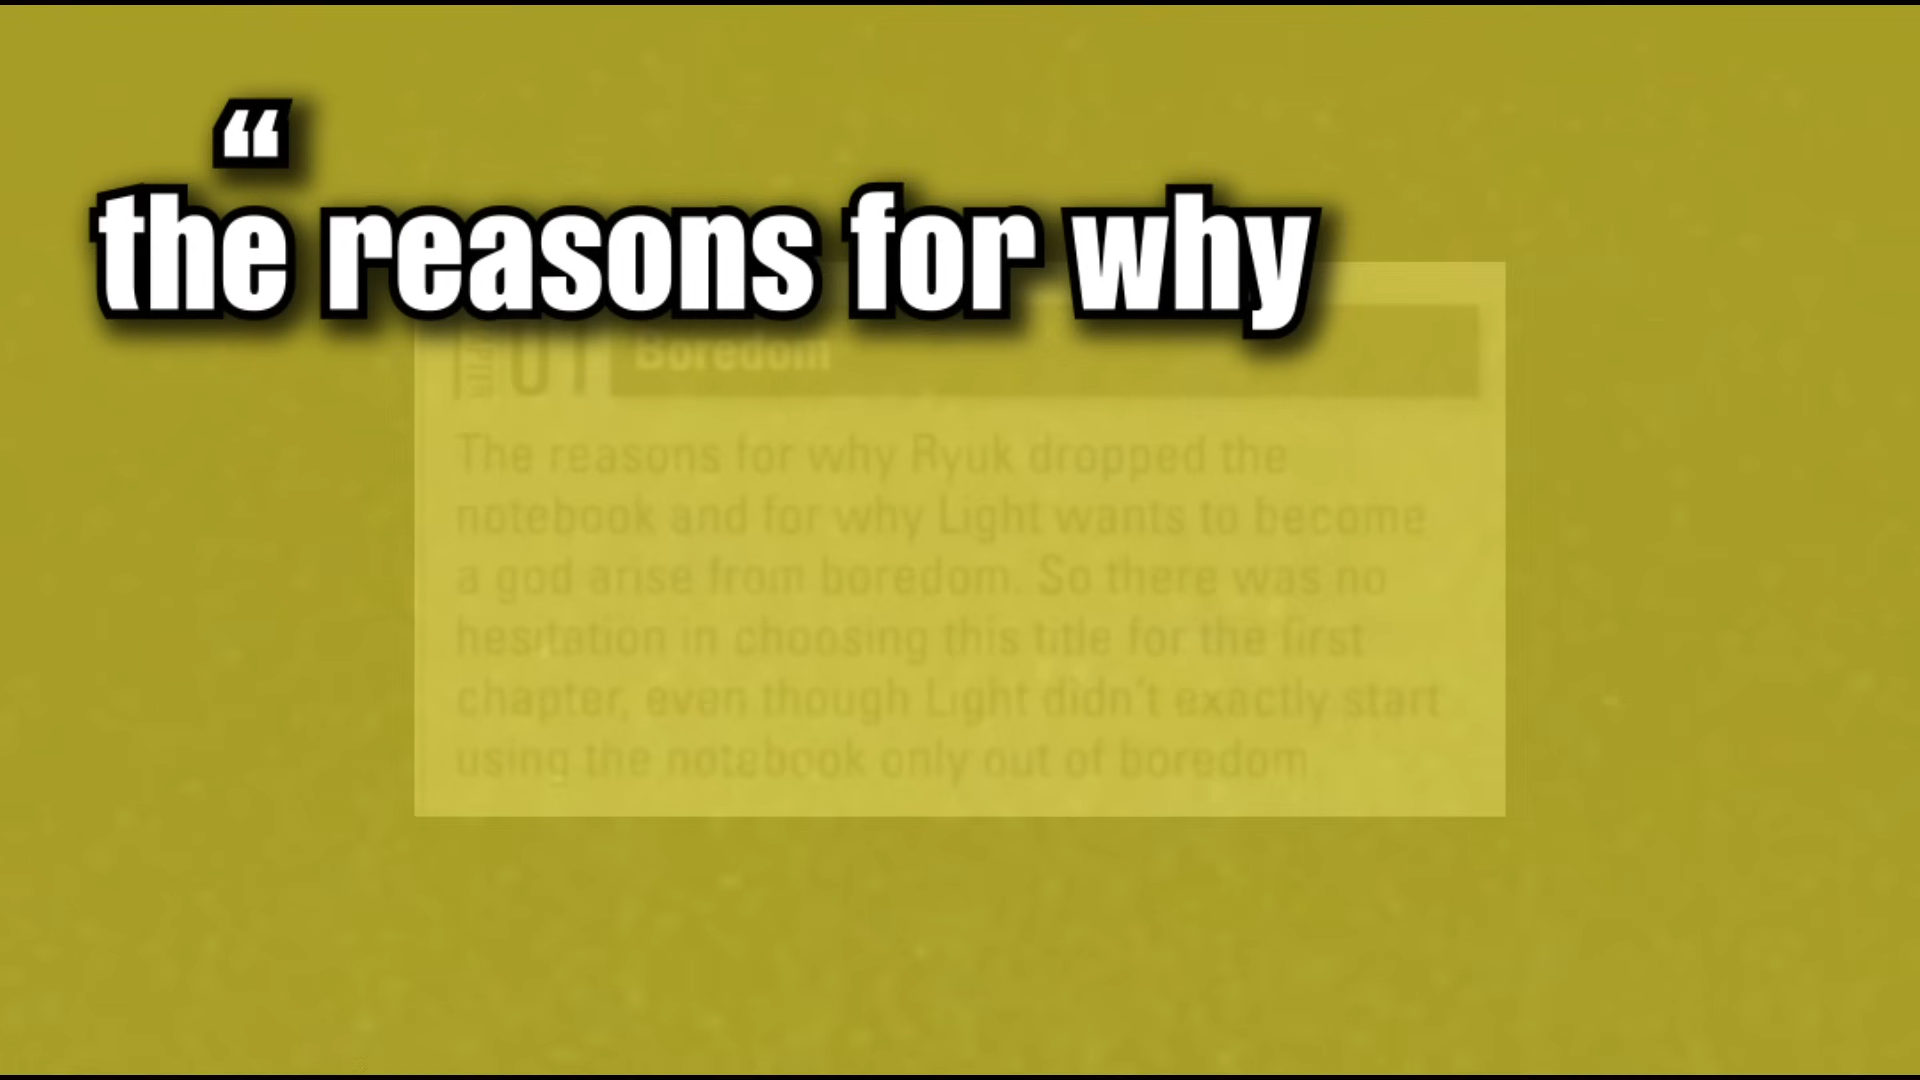 “
the reasons for why
01 Boredom
The reasons for why Ryuk dropped the
notebook and for why Light wants to become
a god arise from boredom. So there was no
hesitation in choosing this title for the first
chapter, even though Light didn't exactly start
using the notebook only out of boredom